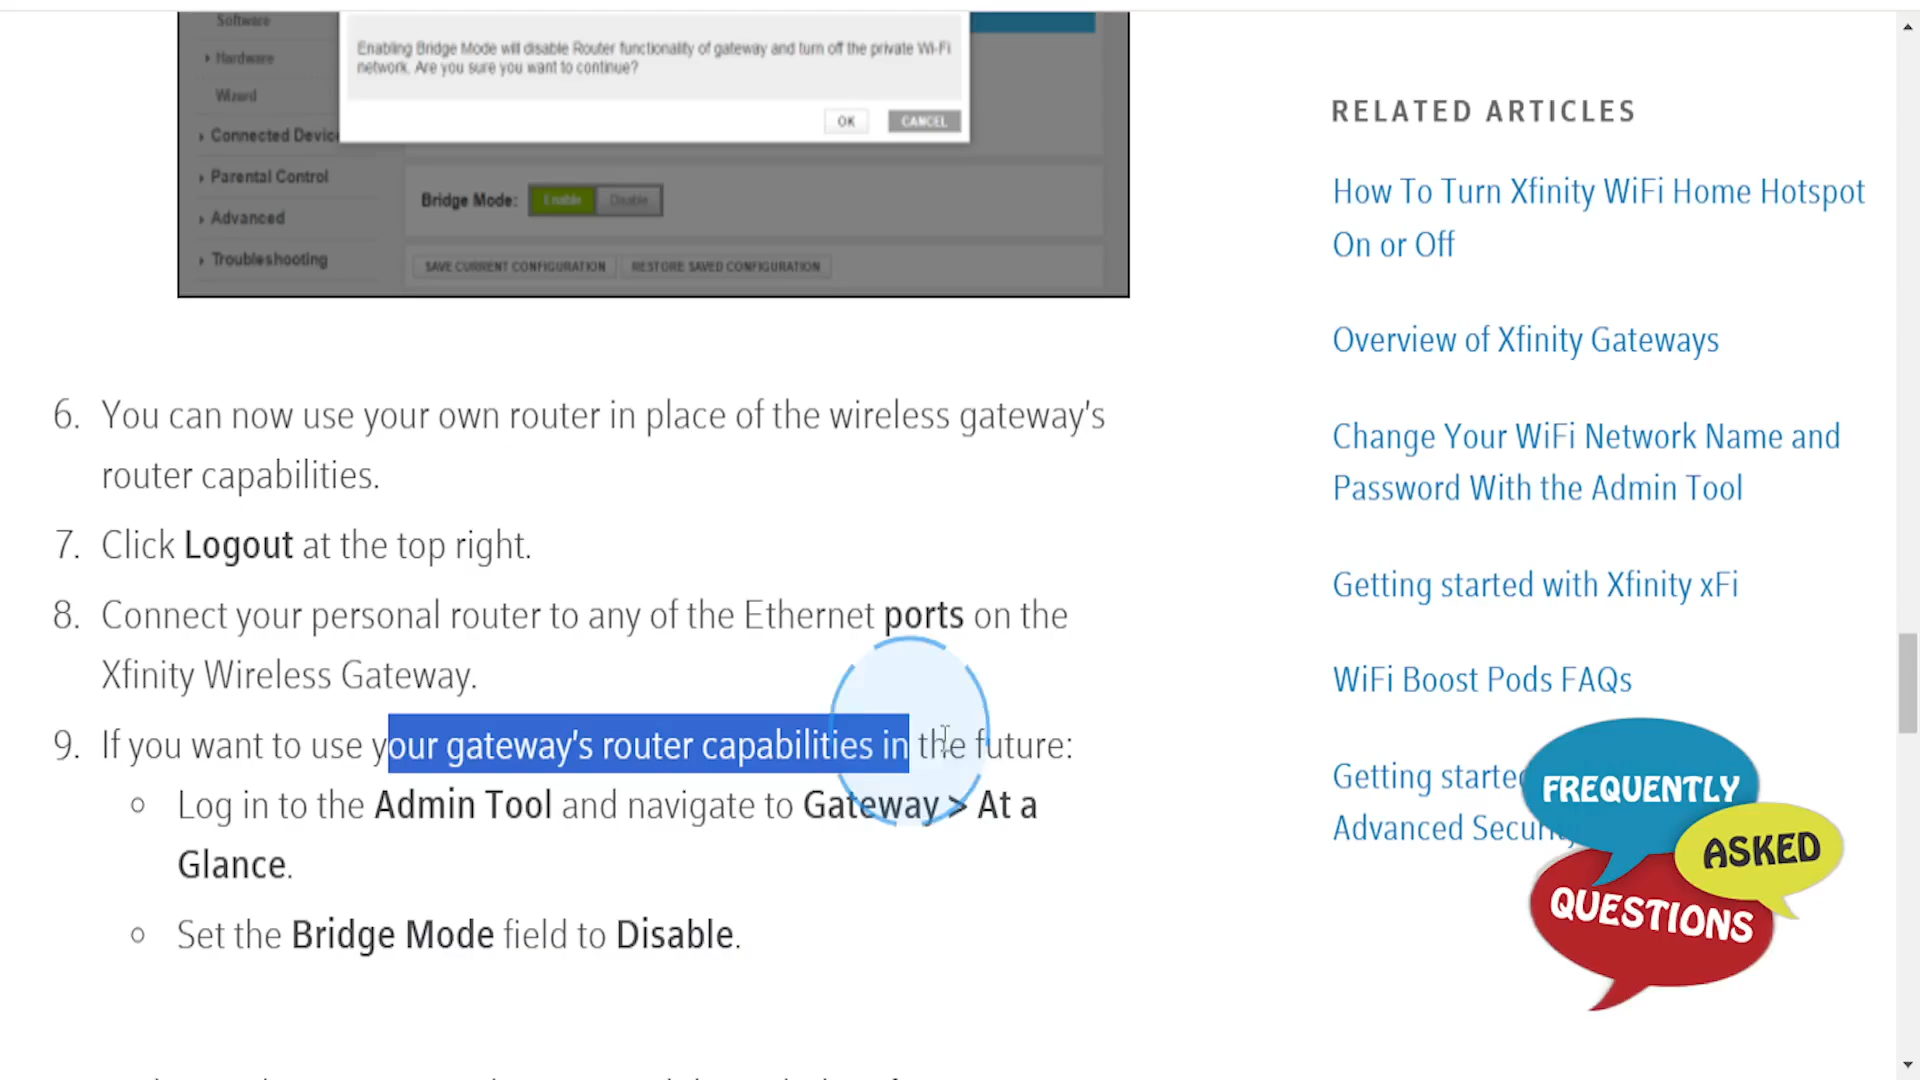 Software
Enabling Bridge Mode will disable Router functionality of gateway and turn off the private Wi-Fi
network. Are you sure you want to continue?
Hardware
Wizard
OK
CANCEL
Connected Devic
Parental Control
Bridge Mode:
Enable
Disable
Advanced
Troubleshooting
SAVE CURRENT CONFIGURATION
RESTORE SAVED CONFIGURATION
6. You can now use your own router in place of the wireless gateway's
router capabilities.
7. Click Logout at the top right.
8. Connect your personal router to any of the Ethernet ports on the
Xfinity Wireless Gateway.
9. If you want to use your gateway's router capabilities in the future:
Log in to the Admin Tool and navigate to Gateway > At a
Glance.
Set the Bridge Mode field to Disable.
RELATED ARTICLES
How To Turn Xfinity WiFi Home Hotspot
On or Off
Overview of Xfinity Gateways
Change Your WiFi Network Name and
Password With the Admin Tool
Getting started with Xfinity xFi
WiFi Boost Pods FAQs
Getting started
Advanced Security
FREQUENTLY
ASKED
QUESTIONS